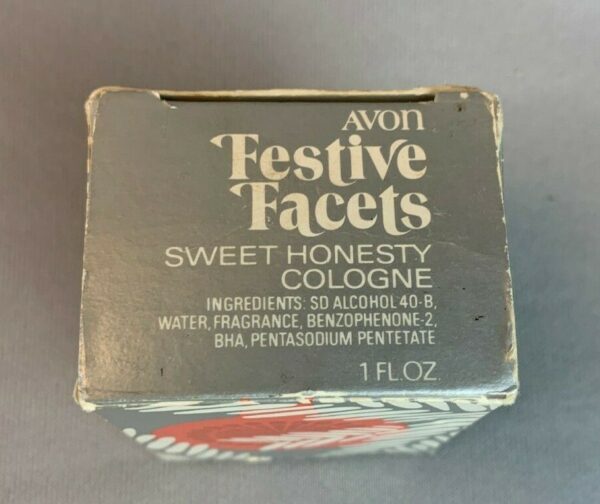 AVON
Festive
Facets
SWEET HONESTY
COLOGNE
INGREDIENTS: SD ALCOHOL 40-B,
WATER, FRAGRANCE, BENZOPHENONE-2,
BHA, PENTASODIUM PENTETATE
1 FL.OZ.